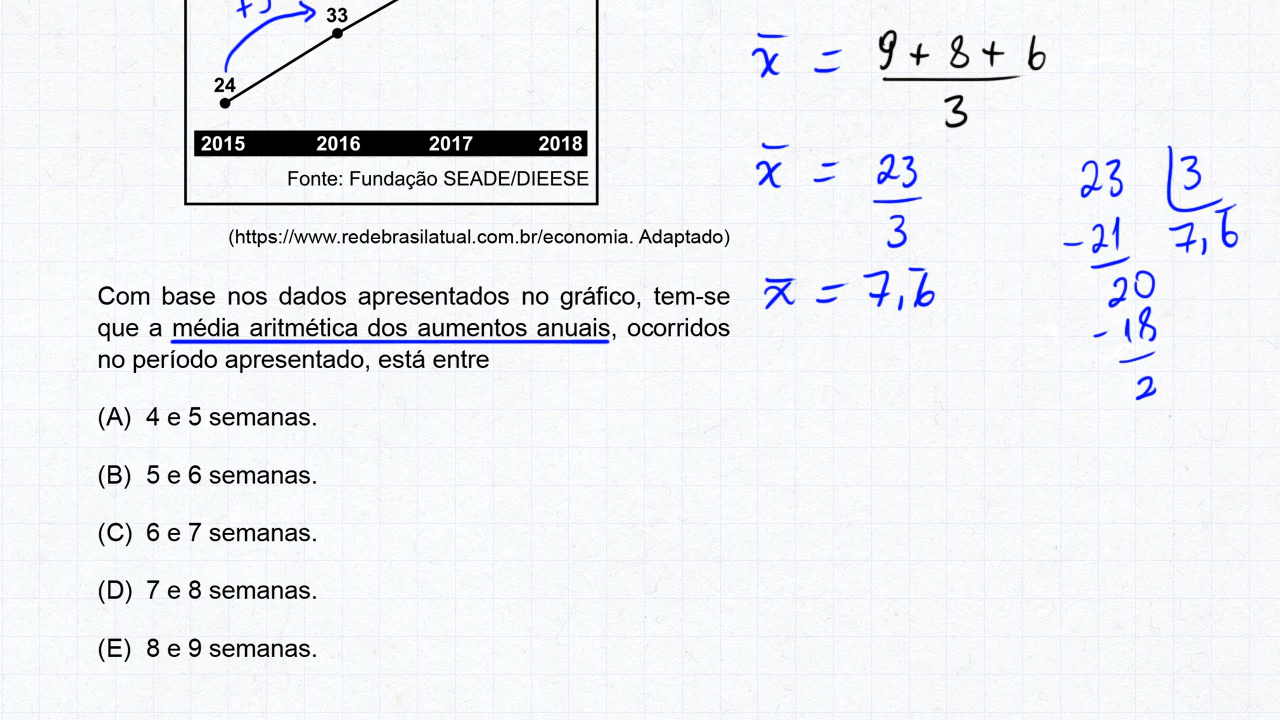 33
24
2015 2016 2017 2018
Fonte: Fundação SEADE/DIEESE
(https://www.redebrasilatual.com.br/economia. Adaptado)
Com base nos dados apresentados no gráfico, tem-se
que a média aritmética dos aumentos anuais, ocorridos
no período apresentado, está entre
(A) 4 e 5 semanas.
(B) 5 e 6 semanas.
(C) 6 e 7 semanas.
(D) 7 e 8 semanas.
(E) 8 e 9 semanas.
x̄ = 9 + 8 + 6
3
x̄ = 23
3
x̄ = 7,6̄
23 3
-21 7,6̄
20
-18
2